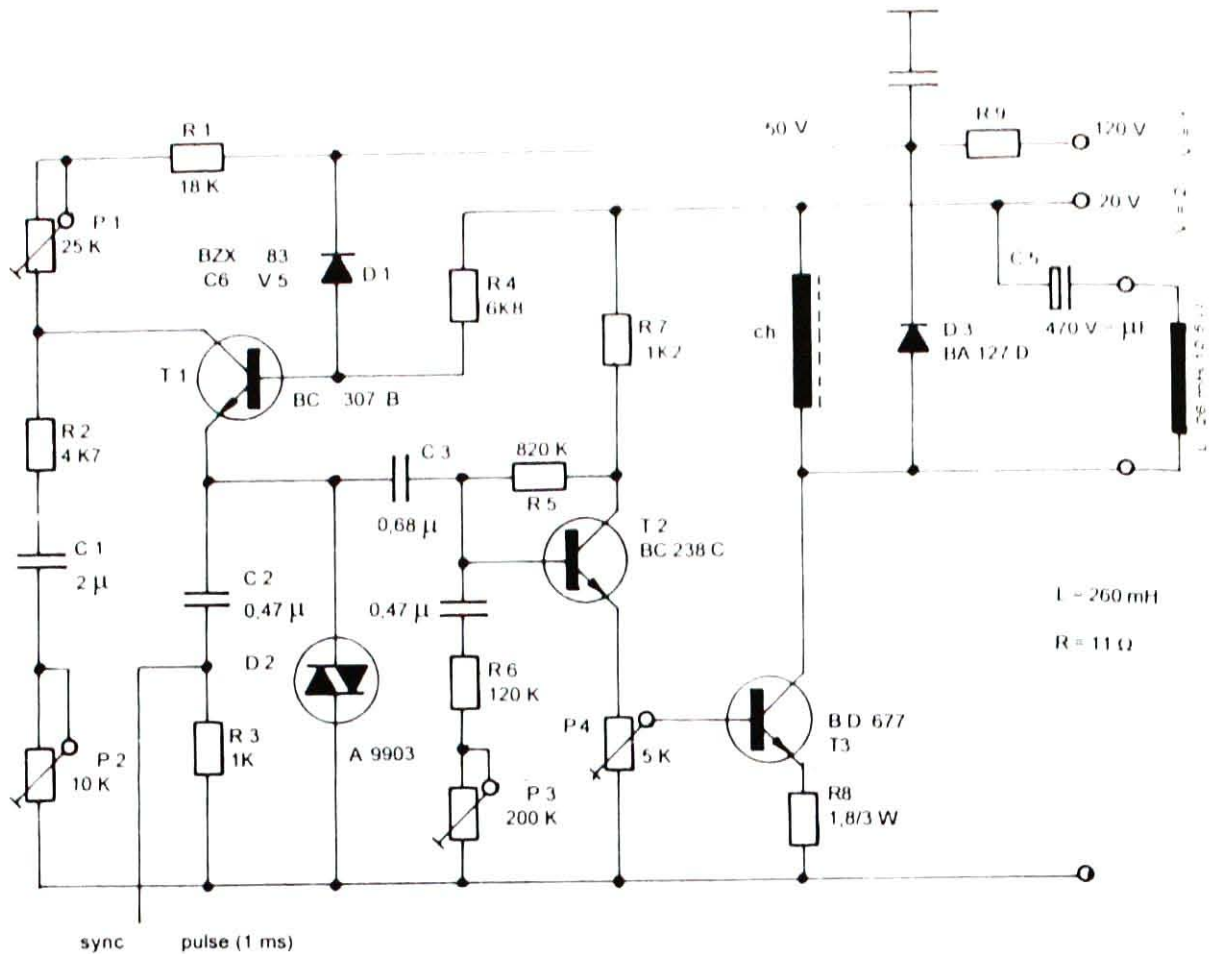 R 1
18 K
P 1
25 K
BZX 83
C6 V 5
D 1
R 4
6K8
50 V
R 9
120 V
20 V
R 7
1K2
ch
D 3
BA 127 D
C 5
470 V - µF
T 1
BC 307 B
R 2
4 K7
C 3
0,68 µ
820 K
R 5
T 2
BC 238 C
C 1
2 µ
C 2
0,47 µ
0,47 µ
L - 260 mH
R = 11 Ω
D 2
A 9903
R 6
120 K
P 2
10 K
R 3
1K
P4
5 K
B D 677
T3
P 3
200 K
R8
1,8/3 W
sync pulse (1 ms)